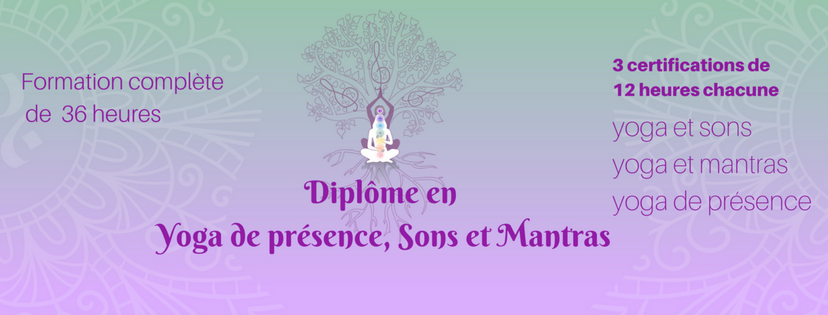 Formation complète
de 36 heures
Diplôme en
Yoga de présence, Sons et Mantras
3 certifications de
12 heures chacune
yoga et sons
yoga et mantras
yoga de présence